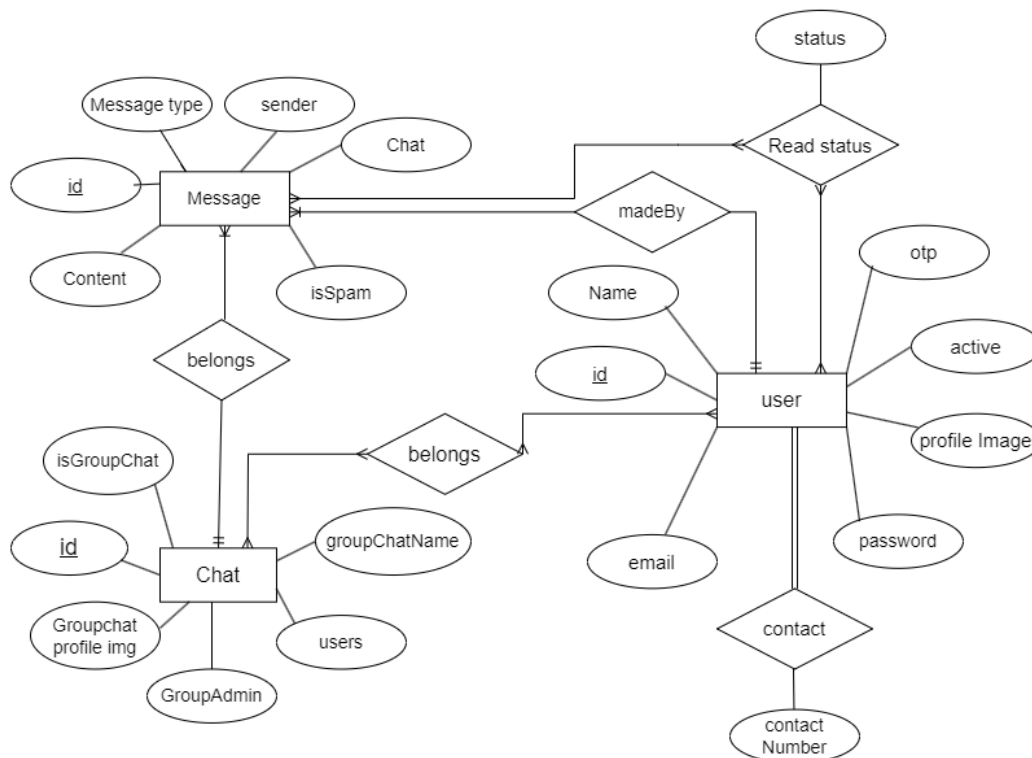 status
Message type
sender
Chat
Read status
id
Message
madeBy
Content
isSpam
Name
otp
belongs
id
active
user
isGroupChat
belongs
profile Image
groupChatName
id
email
password
Chat
Groupchat
profile img
users
contact
GroupAdmin
contact
Number